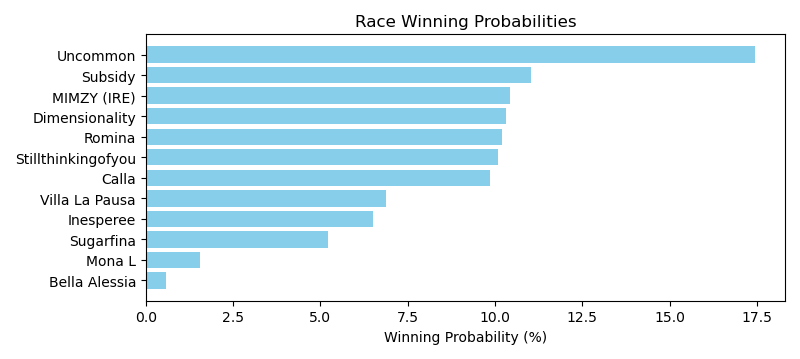 Race Winning Probabilities
Uncommon
Subsidy
MIMZY (IRE)
Dimensionality
Romina
Stillthinkingofyou
Calla
Villa La Pausa
Inesperee
Sugarfina
Mona L
Bella Alessia
0.0 2.5 5.0 7.5 10.0 12.5 15.0 17.5
Winning Probability (%)